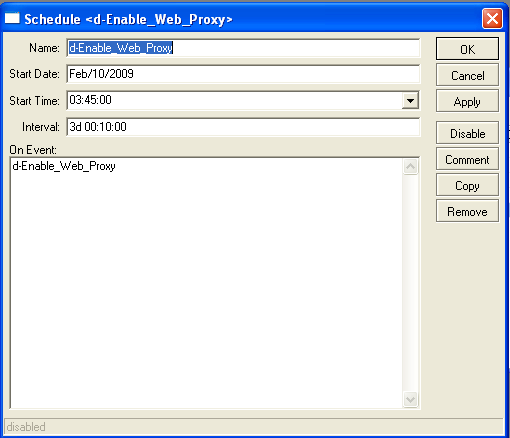 Schedule <d-Enable_Web_Proxy>
Name: d-Enable_Web_Proxy
OK
Start Date: Feb/10/2009
Cancel
Start Time: 03:45:00
Apply
Interval: 3d 00:10:00
Disable
On Event:
d-Enable_Web_Proxy
Comment
Copy
Remove
disabled